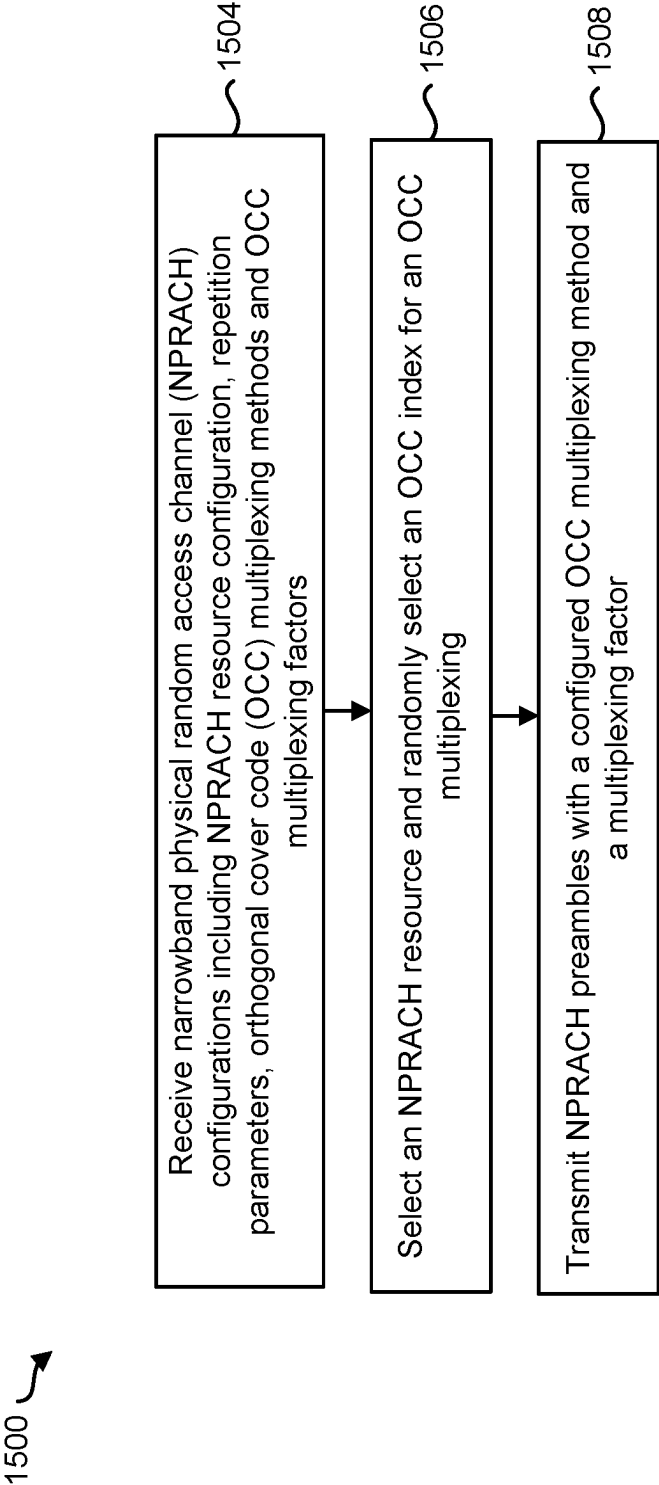 1500
Receive narrowband physical random access channel (NPRACH)
configurations including NPRACH resource configuration, repetition
parameters, orthogonal cover code (OCC) multiplexing methods and OCC
multiplexing factors
1504
Select an NPRACH resource and randomly select an OCC index for an OCC
multiplexing
1506
Transmit NPRACH preambles with a configured OCC multiplexing method and
a multiplexing factor
1508